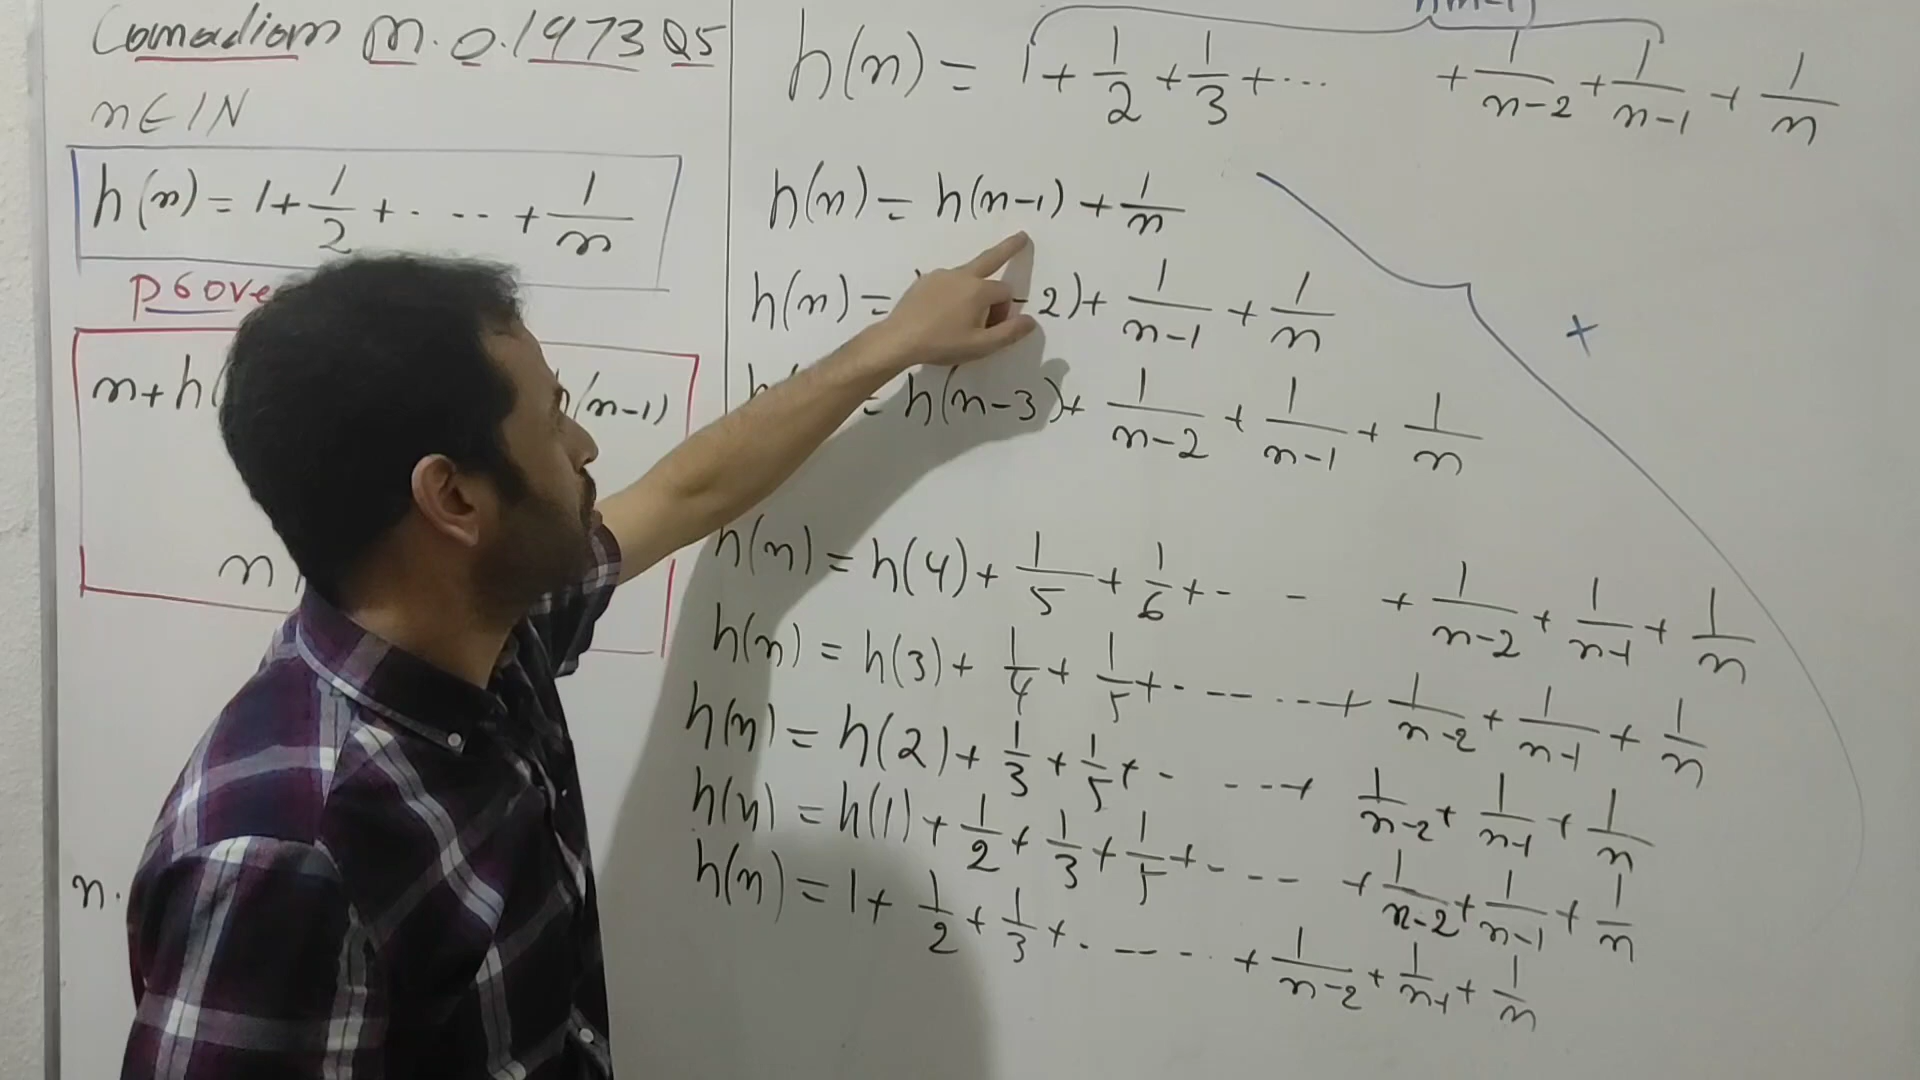 Comadiom M.O.1973 Q5
n∈IN
h(n)=1+1/2+....+1/n
prove
n+h(
h(n-1)
n
n.
h(n-1)
h(n)=1+1/2+1/3+... +1/n-2+1/n-1+1/n
h(n)=h(n-1)+1/n
h(n)= -2)+1/n-1+1/n
= h(n-3)+1/n-2+1/n-1+1/n
+
h(n)=h(4)+1/5+1/6+- - +1/n-2+1/n-1+1/n
h(n)=h(3)+1/4+1/5+. -- ...+1/n-2+1/n-1+1/n
h(n)=h(2)+1/3+1/5+- ---+1/n-2+1/n-1+1/n
h(n)=h(1)+1/2+1/3+1/5+. -- - +1/n-2+1/n-1+1/n
h(n)=1+1/2+1/3+. -- - . +1/n-2+1/n-1+1/n